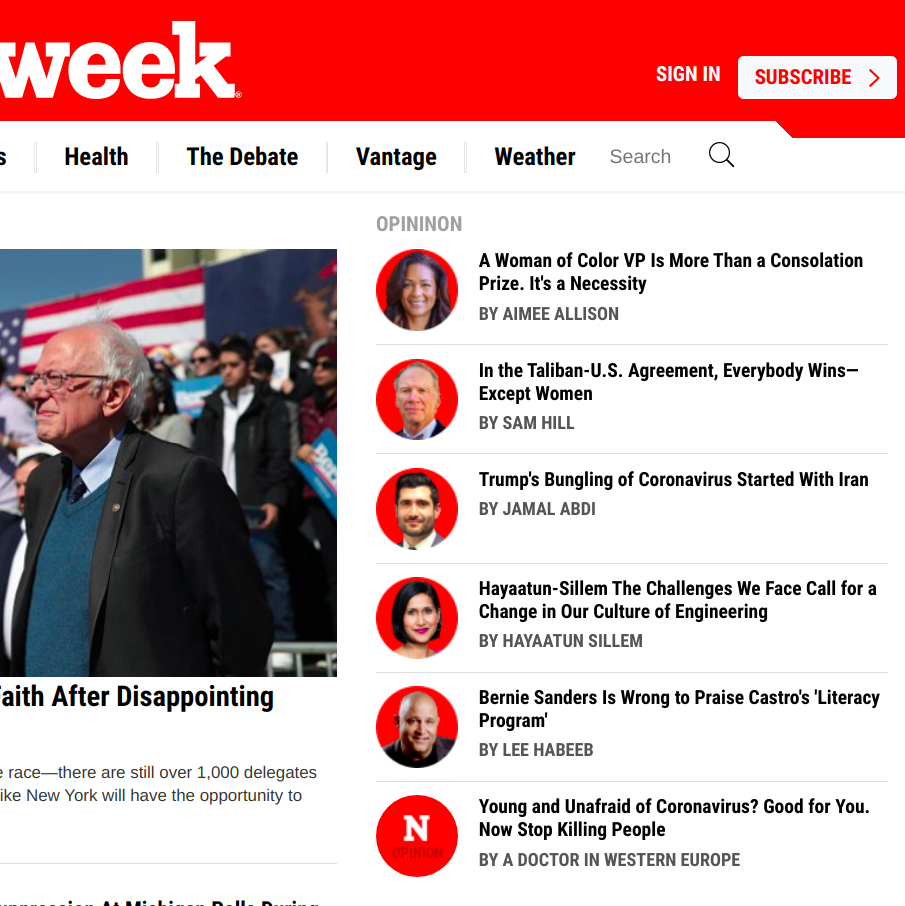 week®
SIGN IN
SUBSCRIBE
s
Health
The Debate
Vantage
Weather
Search
Faith After Disappointing
e race—there are still over 1,000 delegates
ike New York will have the opportunity to
OPININON
A Woman of Color VP Is More Than a Consolation
Prize. It's a Necessity
BY AIMEE ALLISON
In the Taliban-U.S. Agreement, Everybody Wins—
Except Women
BY SAM HILL
Trump's Bungling of Coronavirus Started With Iran
BY JAMAL ABDI
Hayaatun-Sillem The Challenges We Face Call for a
Change in Our Culture of Engineering
BY HAYAATUN SILLEM
Bernie Sanders Is Wrong to Praise Castro's 'Literacy
Program'
BY LEE HABEEB
N
OPINION
Young and Unafraid of Coronavirus? Good for You.
Now Stop Killing People
BY A DOCTOR IN WESTERN EUROPE